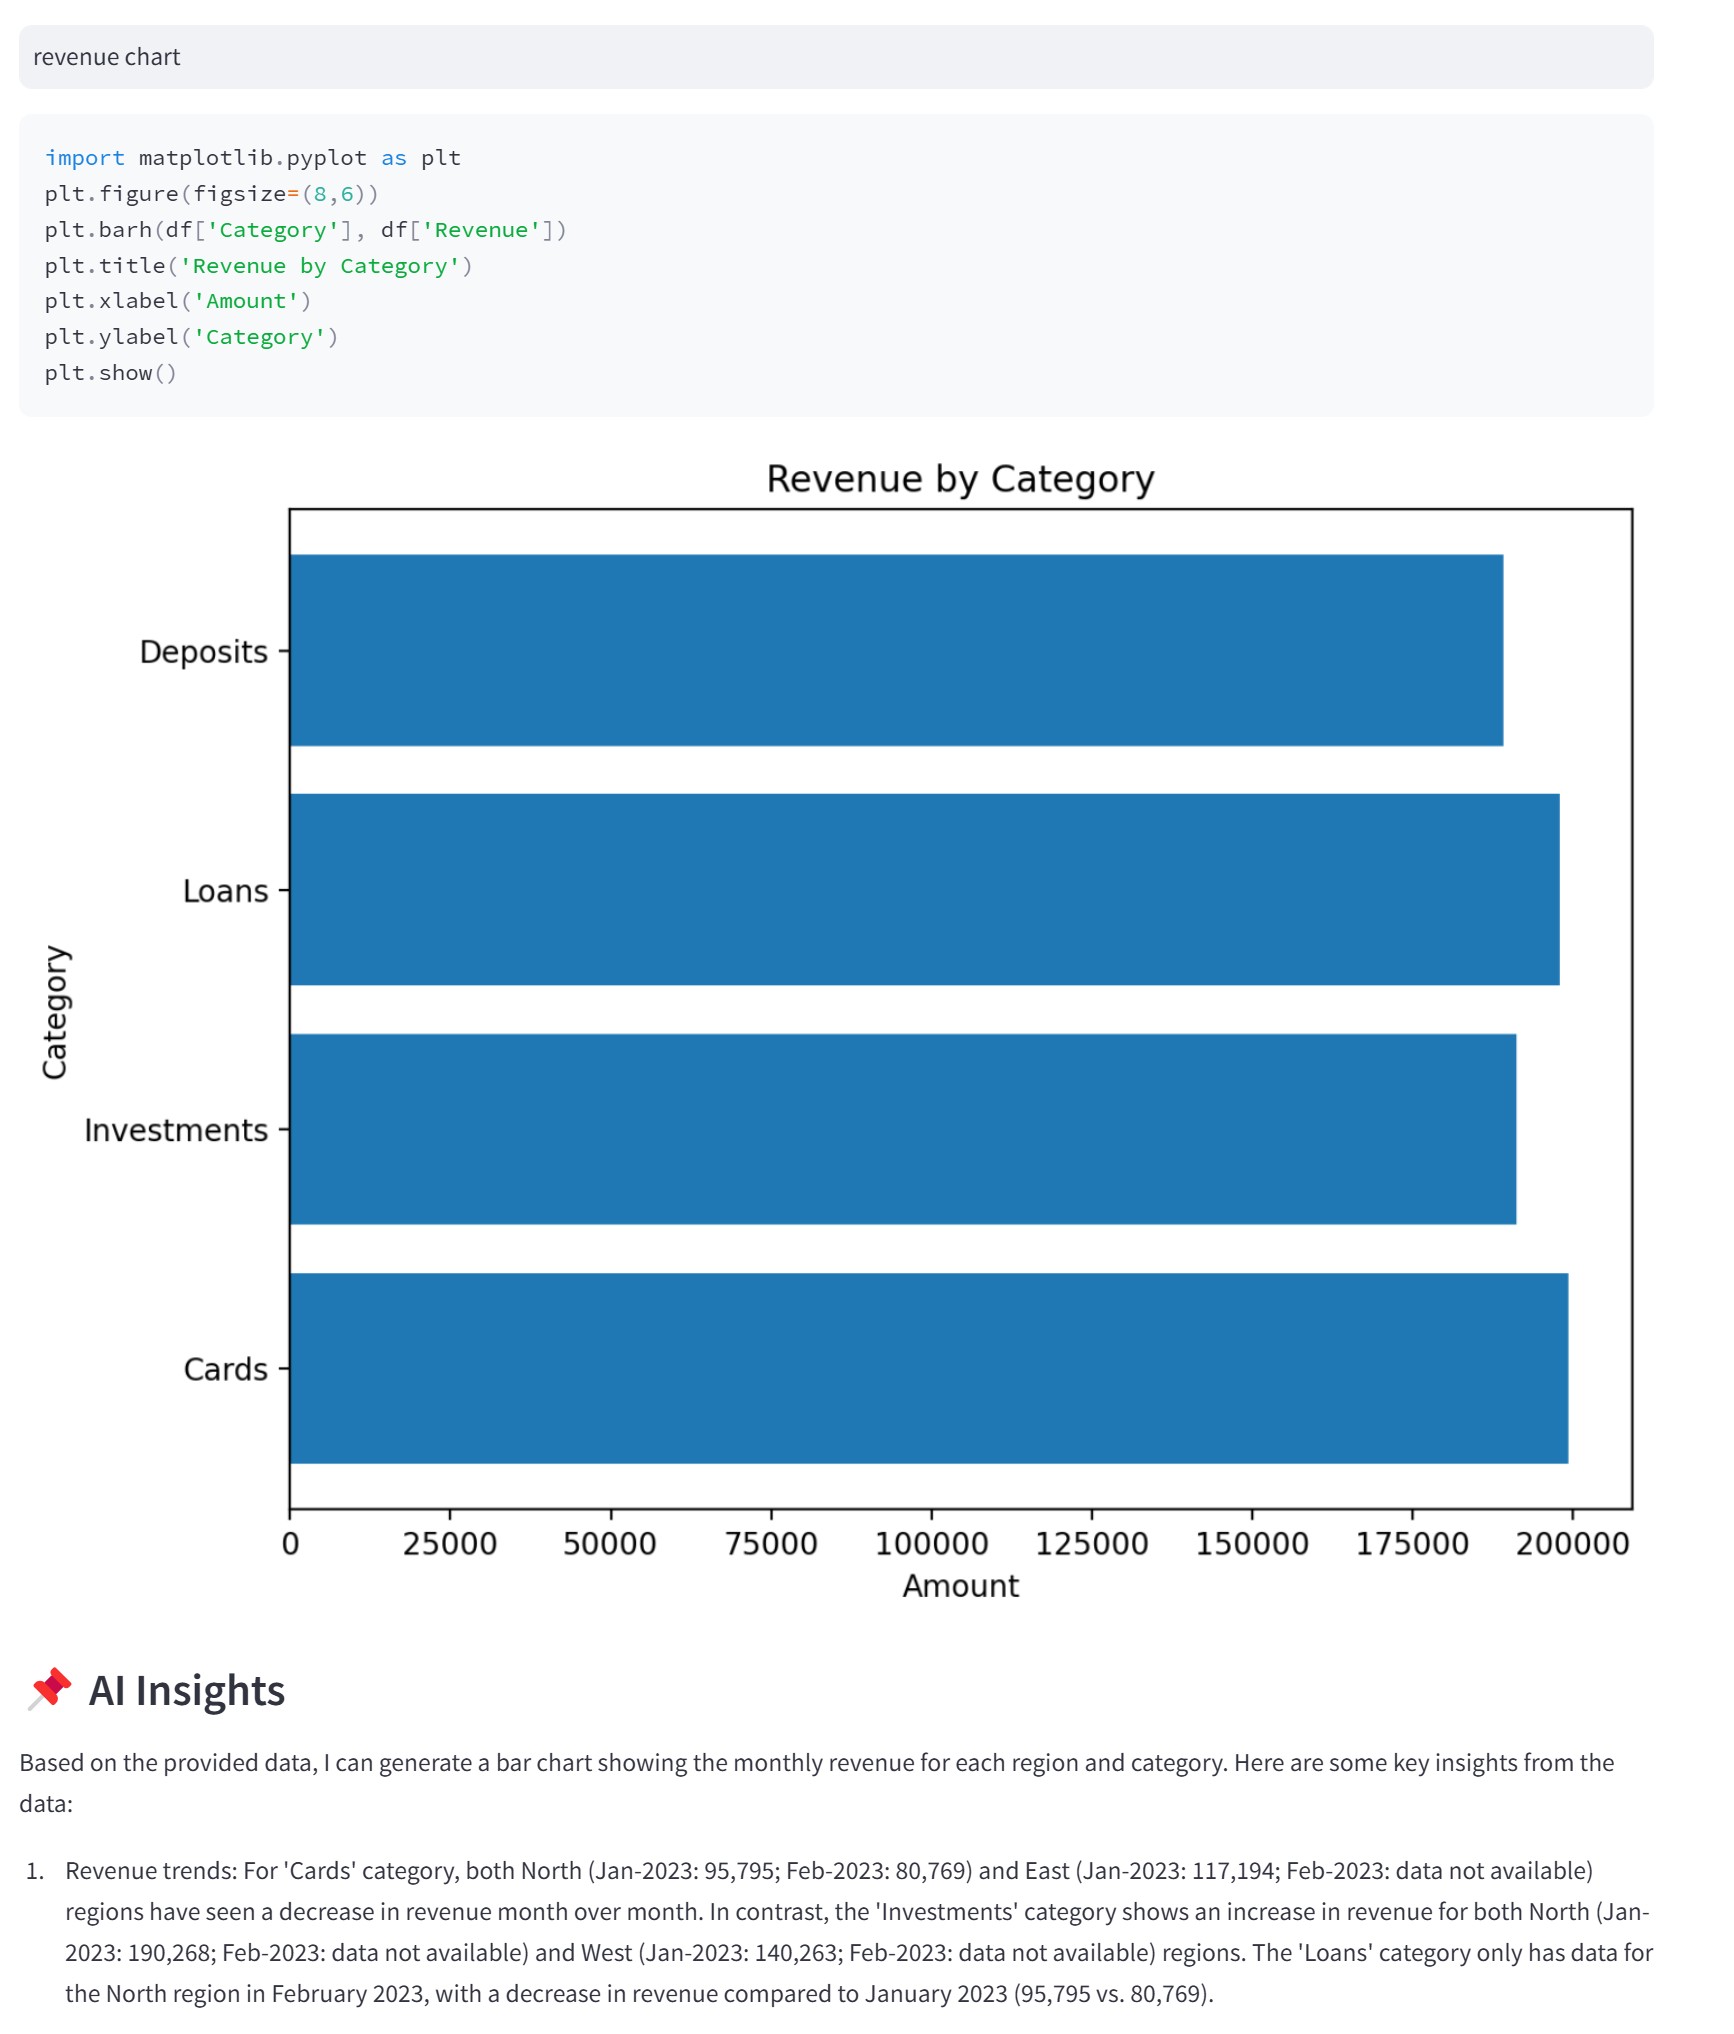 revenue chart
import matplotlib.pyplot as plt
plt.figure(figsize=(8,6))
plt.barh(df['Category'], df['Revenue'])
plt.title('Revenue by Category')
plt.xlabel('Amount')
plt.ylabel('Category')
plt.show()
Revenue by Category
Deposits
Loans
Category
Investments
Cards
0 25000 50000 75000 100000 125000 150000 175000 200000
Amount
📌 AI Insights
Based on the provided data, I can generate a bar chart showing the monthly revenue for each region and category. Here are some key insights from the
data:
1. Revenue trends: For 'Cards' category, both North (Jan-2023: 95,795; Feb-2023: 80,769) and East (Jan-2023: 117,194; Feb-2023: data not available)
regions have seen a decrease in revenue month over month. In contrast, the 'Investments' category shows an increase in revenue for both North (Jan-
2023: 190,268; Feb-2023: data not available) and West (Jan-2023: 140,263; Feb-2023: data not available) regions. The 'Loans' category only has data for
the North region in February 2023, with a decrease in revenue compared to January 2023 (95,795 vs. 80,769).